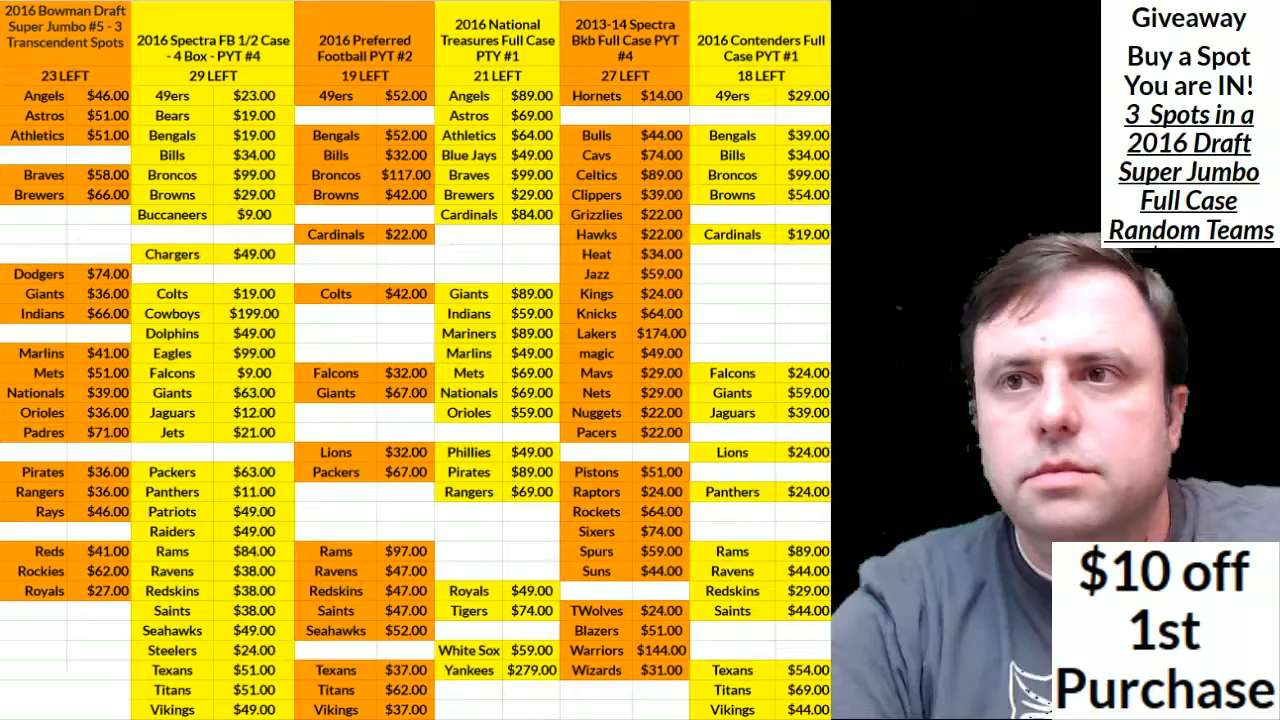 2016 Bowman Draft
Super Jumbo #5 - 3
Transcendent Spots
2016 Spectra FB 1/2 Case
- 4 Box - PYT #4
2016 Preferred
Football PYT #2
2016 National
Treasures Full Case
PTY #1
2013-14 Spectra
Bkb Full Case PYT
#4
2016 Contenders Full
Case PYT #1
23 LEFT 29 LEFT 19 LEFT 21 LEFT 27 LEFT 18 LEFT
Angels $46.00 49ers $23.00 49ers $52.00 Angels $89.00 Hornets $14.00 49ers $29.00
Astros $51.00 Bears $19.00 Astros $69.00
Athletics $51.00 Bengals $19.00 Bengals $52.00 Athletics $64.00 Bulls $44.00 Bengals $39.00
Bills $34.00 Bills $32.00 Blue Jays $49.00 Cavs $74.00 Bills $34.00
Braves $58.00 Broncos $99.00 Broncos $117.00 Braves $99.00 Celtics $89.00 Broncos $99.00
Brewers $66.00 Browns $29.00 Browns $42.00 Brewers $29.00 Clippers $39.00 Browns $54.00
Buccaneers $9.00 Cardinals $84.00 Grizzlies $22.00
Cardinals $22.00 Hawks $22.00 Cardinals $19.00
Chargers $49.00 Heat $34.00
Dodgers $74.00 Jazz $59.00
Giants $36.00 Colts $19.00 Colts $42.00 Giants $89.00 Kings $24.00
Indians $66.00 Cowboys $199.00 Indians $59.00 Knicks $64.00
Dolphins $49.00 Mariners $89.00 Lakers $174.00
Marlins $41.00 Eagles $99.00 Marlins $49.00 magic $49.00
Mets $51.00 Falcons $9.00 Falcons $32.00 Mets $69.00 Mavs $29.00 Falcons $24.00
Nationals $39.00 Giants $63.00 Giants $67.00 Nationals $69.00 Nets $29.00 Giants $59.00
Orioles $36.00 Jaguars $12.00 Orioles $59.00 Nuggets $22.00 Jaguars $39.00
Padres $71.00 Jets $21.00 Pacers $22.00
Lions $32.00 Phillies $49.00 Lions $24.00
Pirates $36.00 Packers $63.00 Packers $67.00 Pirates $89.00 Pistons $51.00
Rangers $36.00 Panthers $11.00 Rangers $69.00 Raptors $24.00 Panthers $24.00
Rays $46.00 Patriots $49.00 Rockets $64.00
Raiders $49.00 Sixers $74.00
Reds $41.00 Rams $84.00 Rams $97.00 Spurs $59.00 Rams $89.00
Rockies $62.00 Ravens $38.00 Ravens $47.00 Suns $44.00 Ravens $44.00
Royals $27.00 Redskins $38.00 Redskins $47.00 Royals $49.00 Redskins $29.00
Saints $38.00 Saints $47.00 Tigers $74.00 TWolves $24.00 Saints $44.00
Seahawks $49.00 Seahawks $52.00 Blazers $51.00
Steelers $24.00 White Sox $59.00 Warriors $144.00
Texans $51.00 Texans $37.00 Yankees $279.00 Wizards $31.00 Texans $54.00
Titans $51.00 Titans $62.00 Titans $69.00
Vikings $49.00 Vikings $37.00 Vikings $44.00
Giveaway
Buy a Spot
You are IN!
3 Spots in a
2016 Draft
Super Jumbo
Full Case
Random Teams
$10 off
1st
Purchase